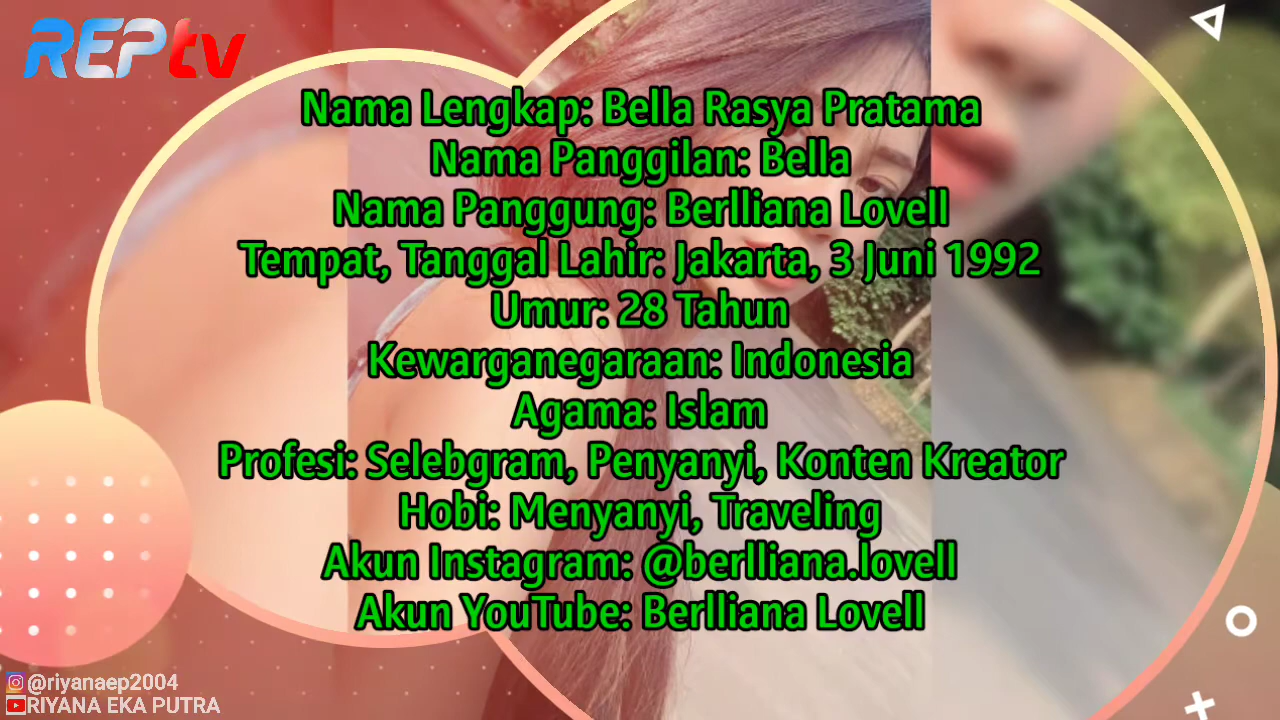 REPtv
Nama Lengkap: Bella Rasya Pratama
Nama Panggilan: Bella
Nama Panggung: Berlliana Lovell
Tempat, Tanggal Lahir: Jakarta, 3 Juni 1992
Umur: 28 Tahun
Kewarganegaraan: Indonesia
Agama: Islam
Profesi: Selebgram, Penyanyi, Konten Kreator
Hobi: Menyanyi, Traveling
Akun Instagram: @berlliana.lovell
Akun YouTube: Berlliana Lovell
@riyanaep2004
RIYANA EKA PUTRA